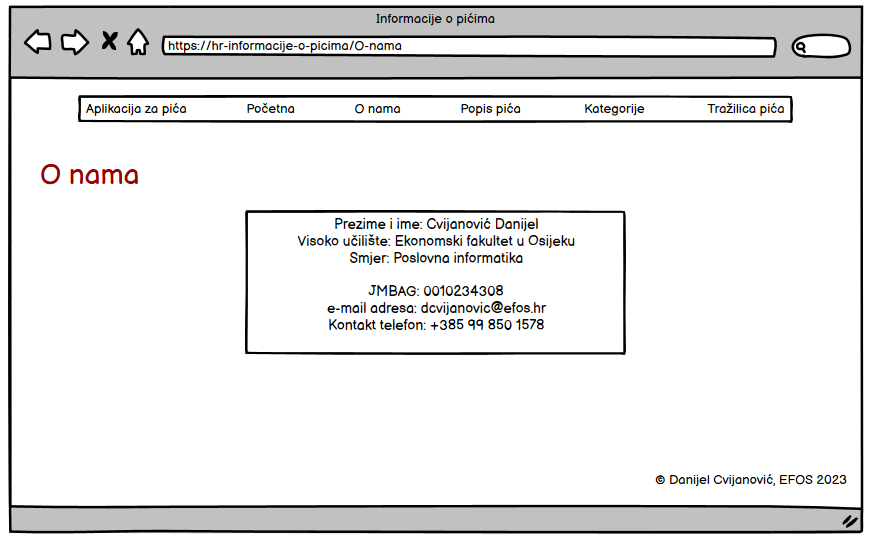 Informacije o pićima
https://hr-informacije-o-picima/O-nama
Aplikacija za pića Početna O nama Popis pića Kategorije Tražilica pića
O nama
Prezime i ime: Cvijanović Danijel
Visoko učilište: Ekonomski fakultet u Osijeku
Smjer: Poslovna informatika
JMBAG: 0010234308
e-mail adresa: dcvijanovic@efos.hr
Kontakt telefon: +385 99 850 1578
© Danijel Cvijanović, EFOS 2023